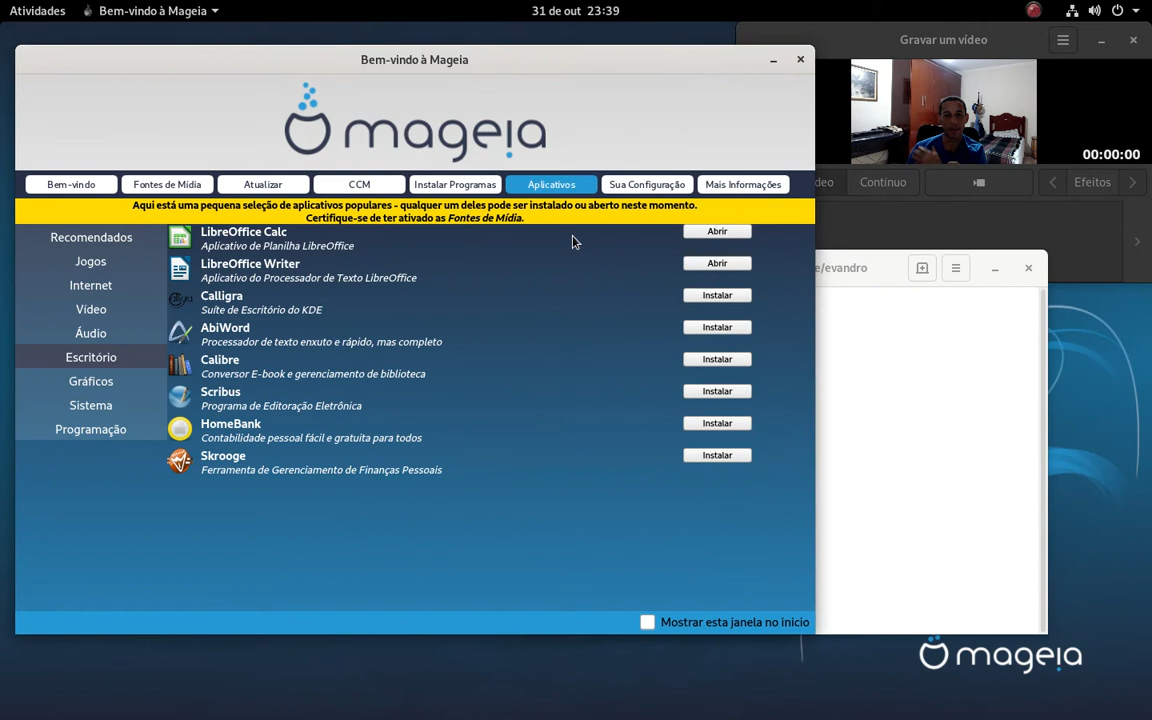 Atividades
Bem-vindo à Mageia
31 de out 23:39
Gravar um vídeo
Bem-vindo à Mageia
mageia
00:00:00
Bem-vindo
Fontes de Mídia
Atualizar
CCM
Instalar Programas
Aplicativos
Sua Configuração
Mais Informações
deo
Contínuo
Efeitos
Aqui está uma pequena seleção de aplicativos populares - qualquer um deles pode ser instalado ou aberto neste momento.
Certifique-se de ter ativado as Fontes de Mídia.
Recomendados
Jogos
Internet
Vídeo
Áudio
Escritório
Gráficos
Sistema
Programação
LibreOffice Calc
Aplicativo de Planilha LibreOffice
Abrir
LibreOffice Writer
Aplicativo do Processador de Texto LibreOffice
Abrir
Calligra
Suíte de Escritório do KDE
Instalar
AbiWord
Processador de texto enxuto e rápido, mas completo
Instalar
Calibre
Conversor E-book e gerenciamento de biblioteca
Instalar
Scribus
Programa de Editoração Eletrônica
Instalar
HomeBank
Contabilidade pessoal fácil e gratuita para todos
Instalar
Skrooge
Ferramenta de Gerenciamento de Finanças Pessoais
Instalar
e/evandro
Mostrar esta janela no inicio
mageia